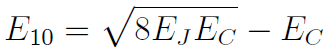 $E_{10} = \sqrt{8E_J E_C} - E_C$